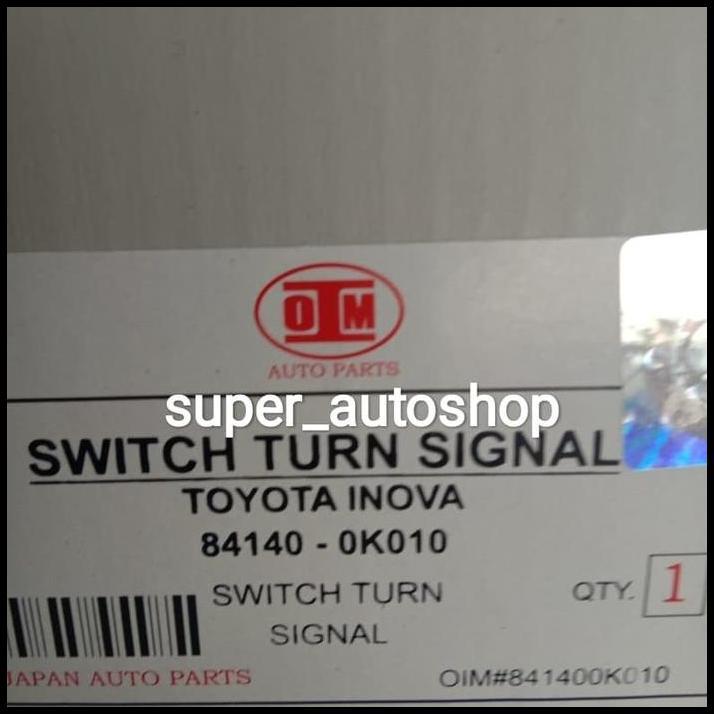 OIM
AUTO PARTS
super_autoshop
SWITCH TURN SIGNAL
TOYOTA INOVA
84140 - 0K010
SWITCH TURN
SIGNAL
QTY. 1
JAPAN AUTO PARTS
OIM#841400K010